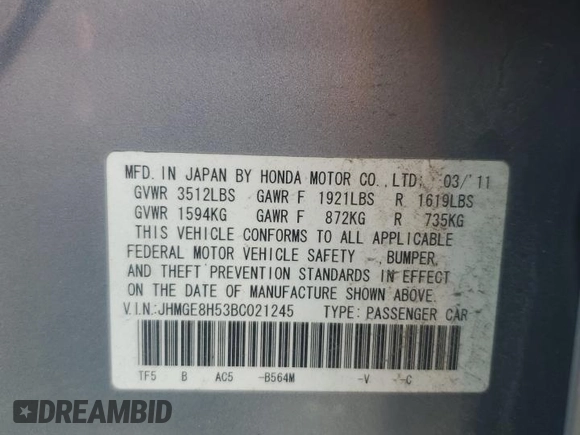 MFD. IN JAPAN BY HONDA MOTOR CO.,LTD. 03/'11
GVWR 3512LBS GAWR F 1921LBS R 1619LBS
GVWR 1594KG GAWR F 872KG R 735KG
THIS VEHICLE CONFORMS TO ALL APPLICABLE
FEDERAL MOTOR VEHICLE SAFETY ,BUMPER,
AND THEFT PREVENTION STANDARDS IN EFFECT
ON THE DATE OF MANUFACTURE SHOWN ABOVE.
V.I.N.:JHMGE8H53BC021245 TYPE: PASSENGER CAR
TF5 B AC5 -B564M -V -C
DREAMBID